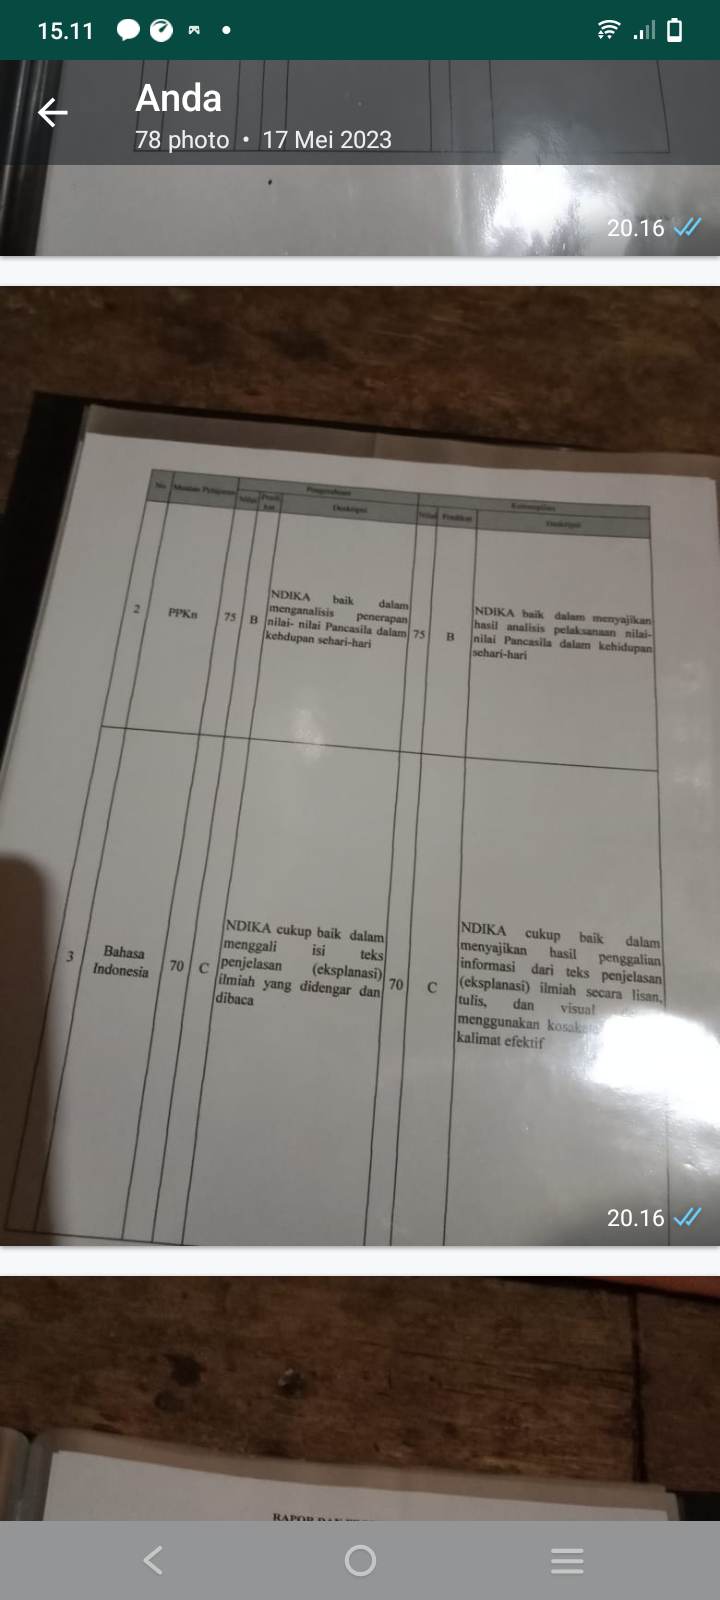 15.11
Anda
78 photo • 17 Mei 2023
20.16
No Muatan Pelajaran Pengetahuan Keterampilan
Nilai Predikat Deskripsi Nilai Predikat Deskripsi
2 PPKn 75 B
NDIKA baik dalam
menganalisis penerapan
nilai- nilai Pancasila dalam
kehdupan sehari-hari
75 B
NDIKA baik dalam menyajikan
hasil analisis pelaksanaan nilai-
nilai Pancasila dalam kehidupan
sehari-hari
3 Bahasa
Indonesia
70 C
NDIKA cukup baik dalam
menggali isi teks
penjelasan (eksplanasi)
ilmiah yang didengar dan
dibaca
70 C
NDIKA cukup baik dalam
menyajikan hasil penggalian
informasi dari teks penjelasan
(eksplanasi) ilmiah secara lisan,
tulis, dan visual
menggunakan
kalimat efektif
20.16
RAPOR DAN